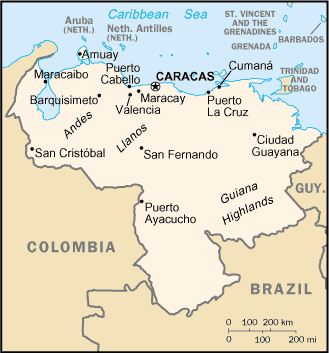 Caribbean Sea
ST. VINCENT AND THE
GRENADINES
Aruba
(NETH.)
Neth. Antilles
(NETH.)
BARBADOS
GRENADA
Amuay
Puerto
Cabello
Cumaná
Maracaibo
CARACAS
TRINIDAD
AND
TOBAGO
Barquisimeto
Valencia
Maracay
Puerto
La Cruz
Andes
Llanos
Ciudad
Guayana
San Cristóbal
San Fernando
Guiana
Highlands
GUY.
Puerto
Ayacucho
COLOMBIA
BRAZIL
0 100 200 km
0 100 200 mi